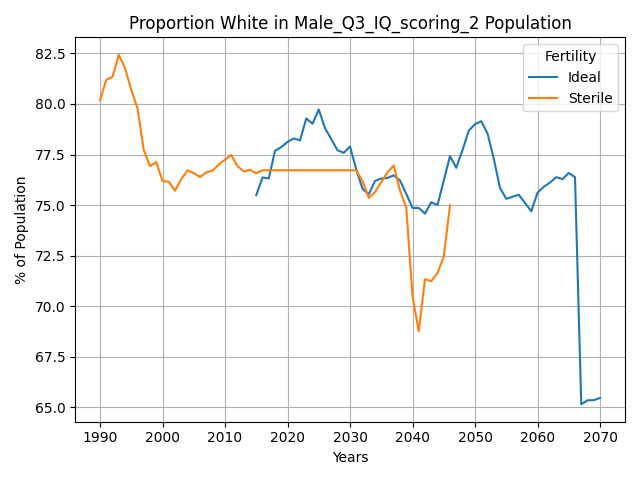 Proportion White in Male_Q3_IQ_scoring_2 Population
82.5
80.0
77.5
75.0
72.5
70.0
67.5
65.0
% of Population
Fertility
Ideal
Sterile
1990 2000 2010 2020 2030 2040 2050 2060 2070
Years